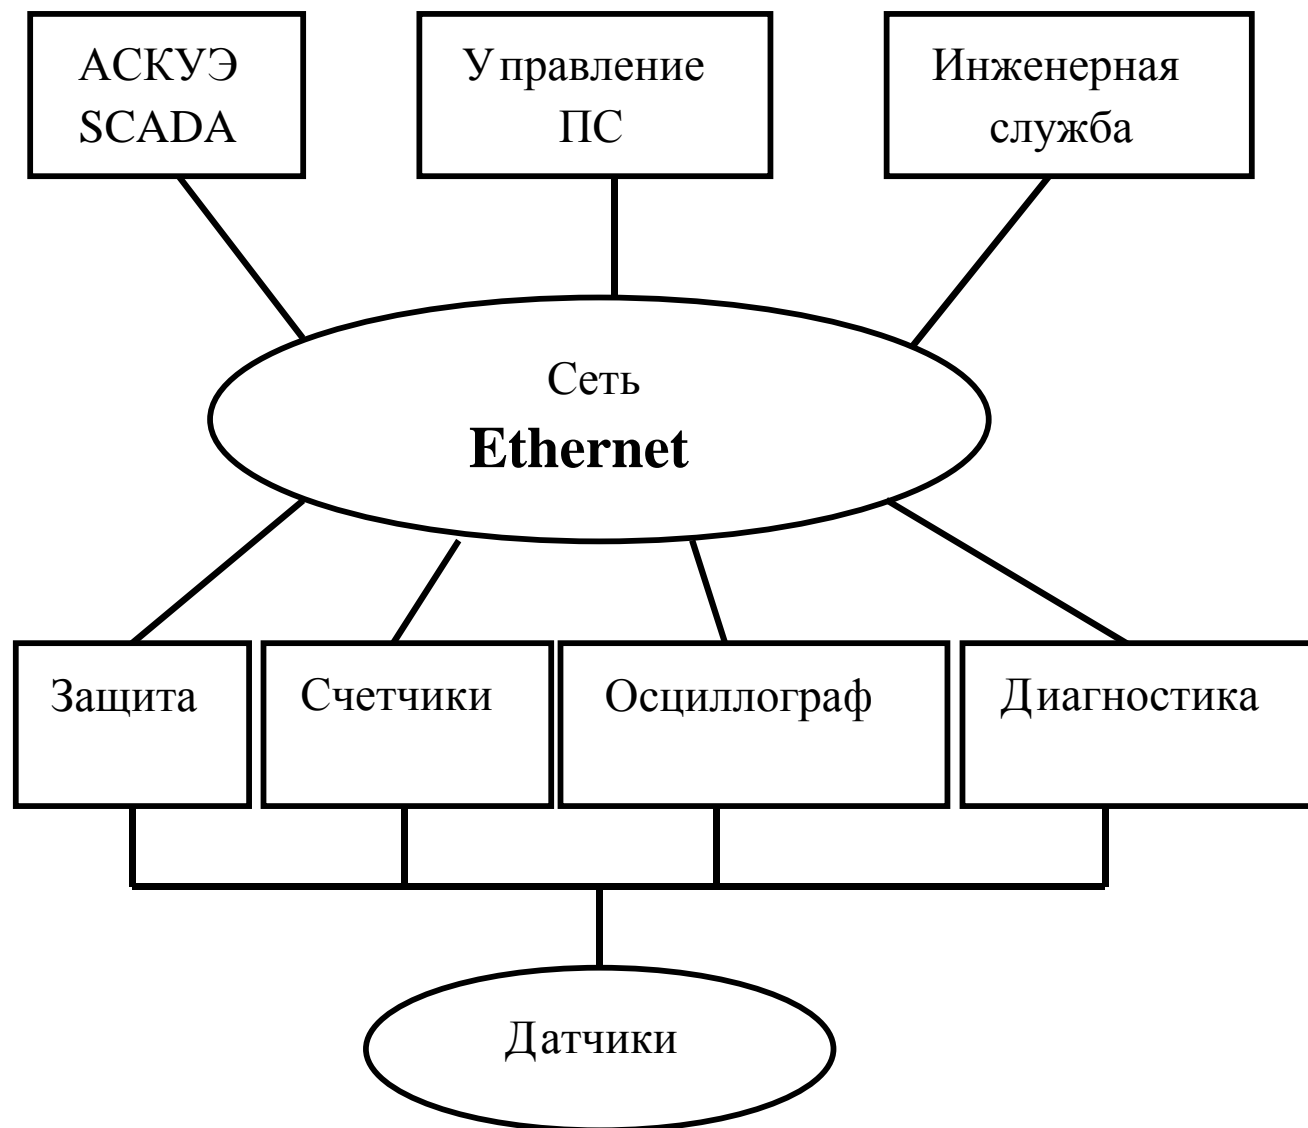 АСКУЭ
SCADA
Управление
ПС
Инженерная
служба
Сеть
Ethernet
Защита
Счетчики
Осциллограф
Диагностика
Датчики